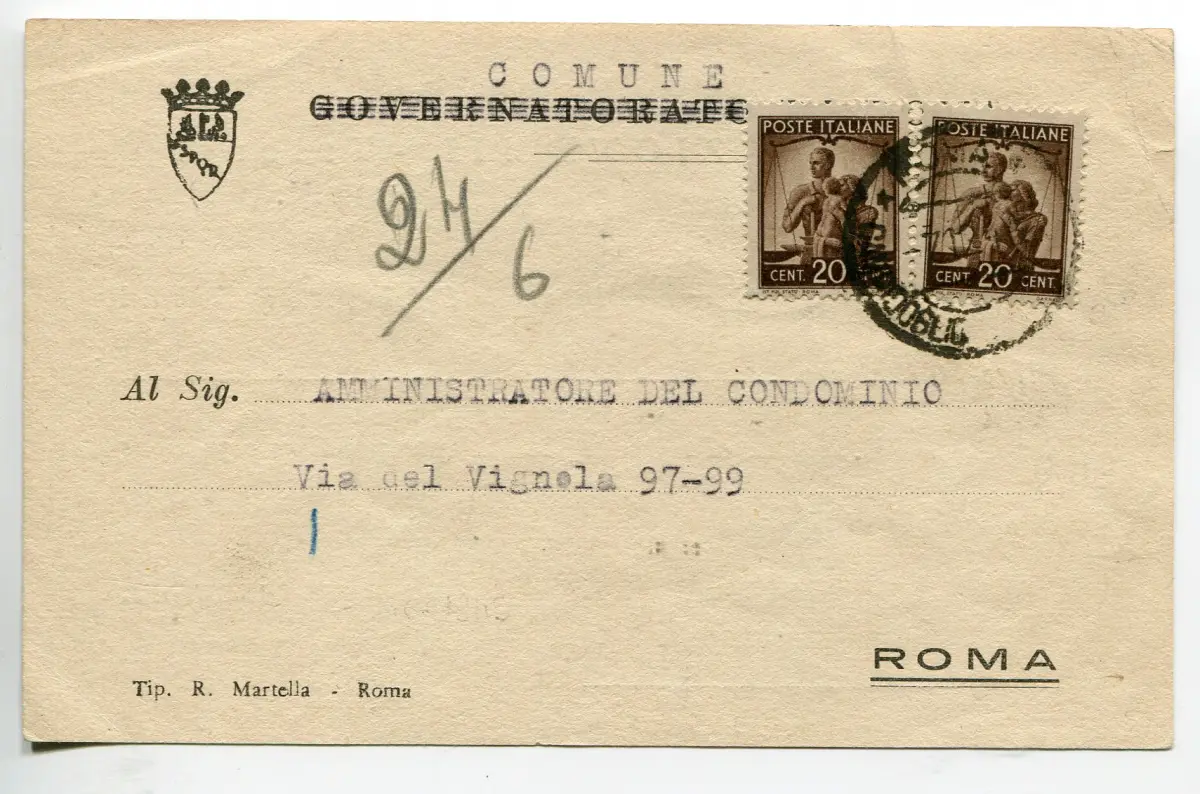 COMUNE
GOVERNATORATO
SPQR
POSTE ITALIANE
CENT. 20
POSTE ITALIANE
CENT. 20 CENT.
24/6
Al Sig. AMMINISTRATORE DEL CONDOMINIO
Via del Vignola 97-99
ROMA
Tip. R. Martella - Roma